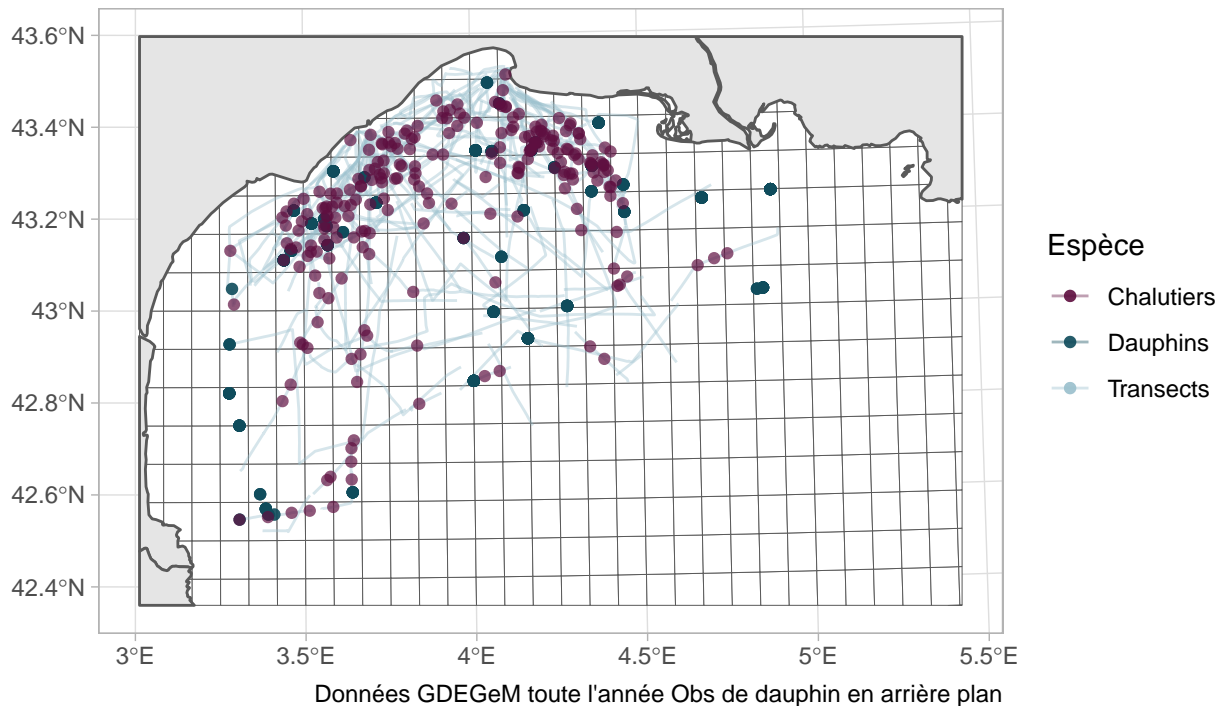 43.6°N
43.4°N
43.2°N
43°N
42.8°N
42.6°N
42.4°N
3°E
3.5°E
4°E
4.5°E
5°E
5.5°E
Données GDEGeM toute l'année Obs de dauphin en arrière plan
Espèce
Chalutiers
Dauphins
Transects